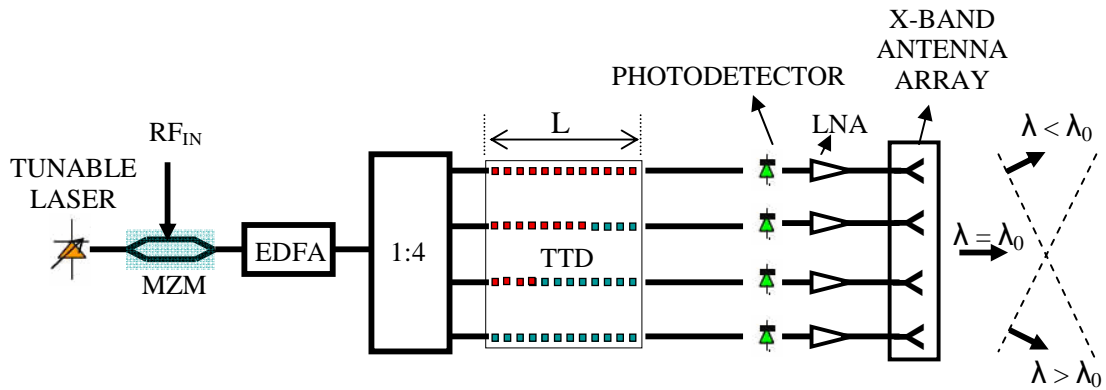 X-BAND
ANTENNA
ARRAY
PHOTODETECTOR
L
LNA
RF_IN
λ < λ₀
TUNABLE
LASER
EDFA
1:4
TTD
λ = λ₀
MZM
λ > λ₀